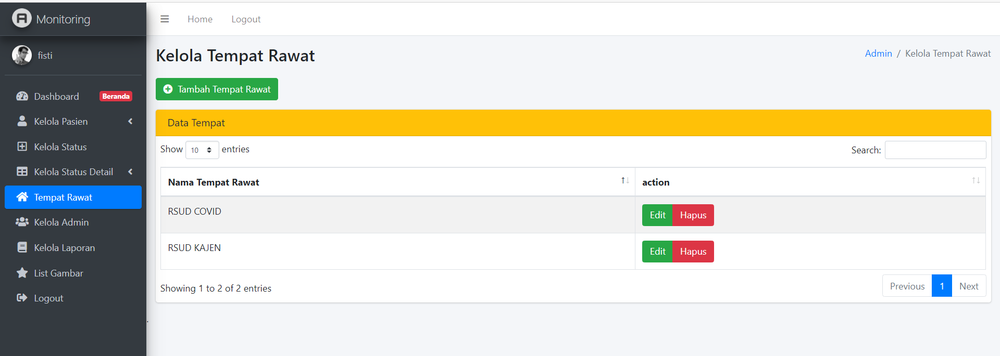 Monitoring
Home
Logout
fisti
Dashboard Beranda
Kelola Pasien
Kelola Status
Kelola Status Detail
Tempat Rawat
Kelola Admin
Kelola Laporan
List Gambar
Logout
Kelola Tempat Rawat
Admin / Kelola Tempat Rawat
Tambah Tempat Rawat
Data Tempat
Show 10 entries
Search:
Nama Tempat Rawat
action
RSUD COVID
Edit Hapus
RSUD KAJEN
Edit Hapus
Showing 1 to 2 of 2 entries
Previous 1 Next
.